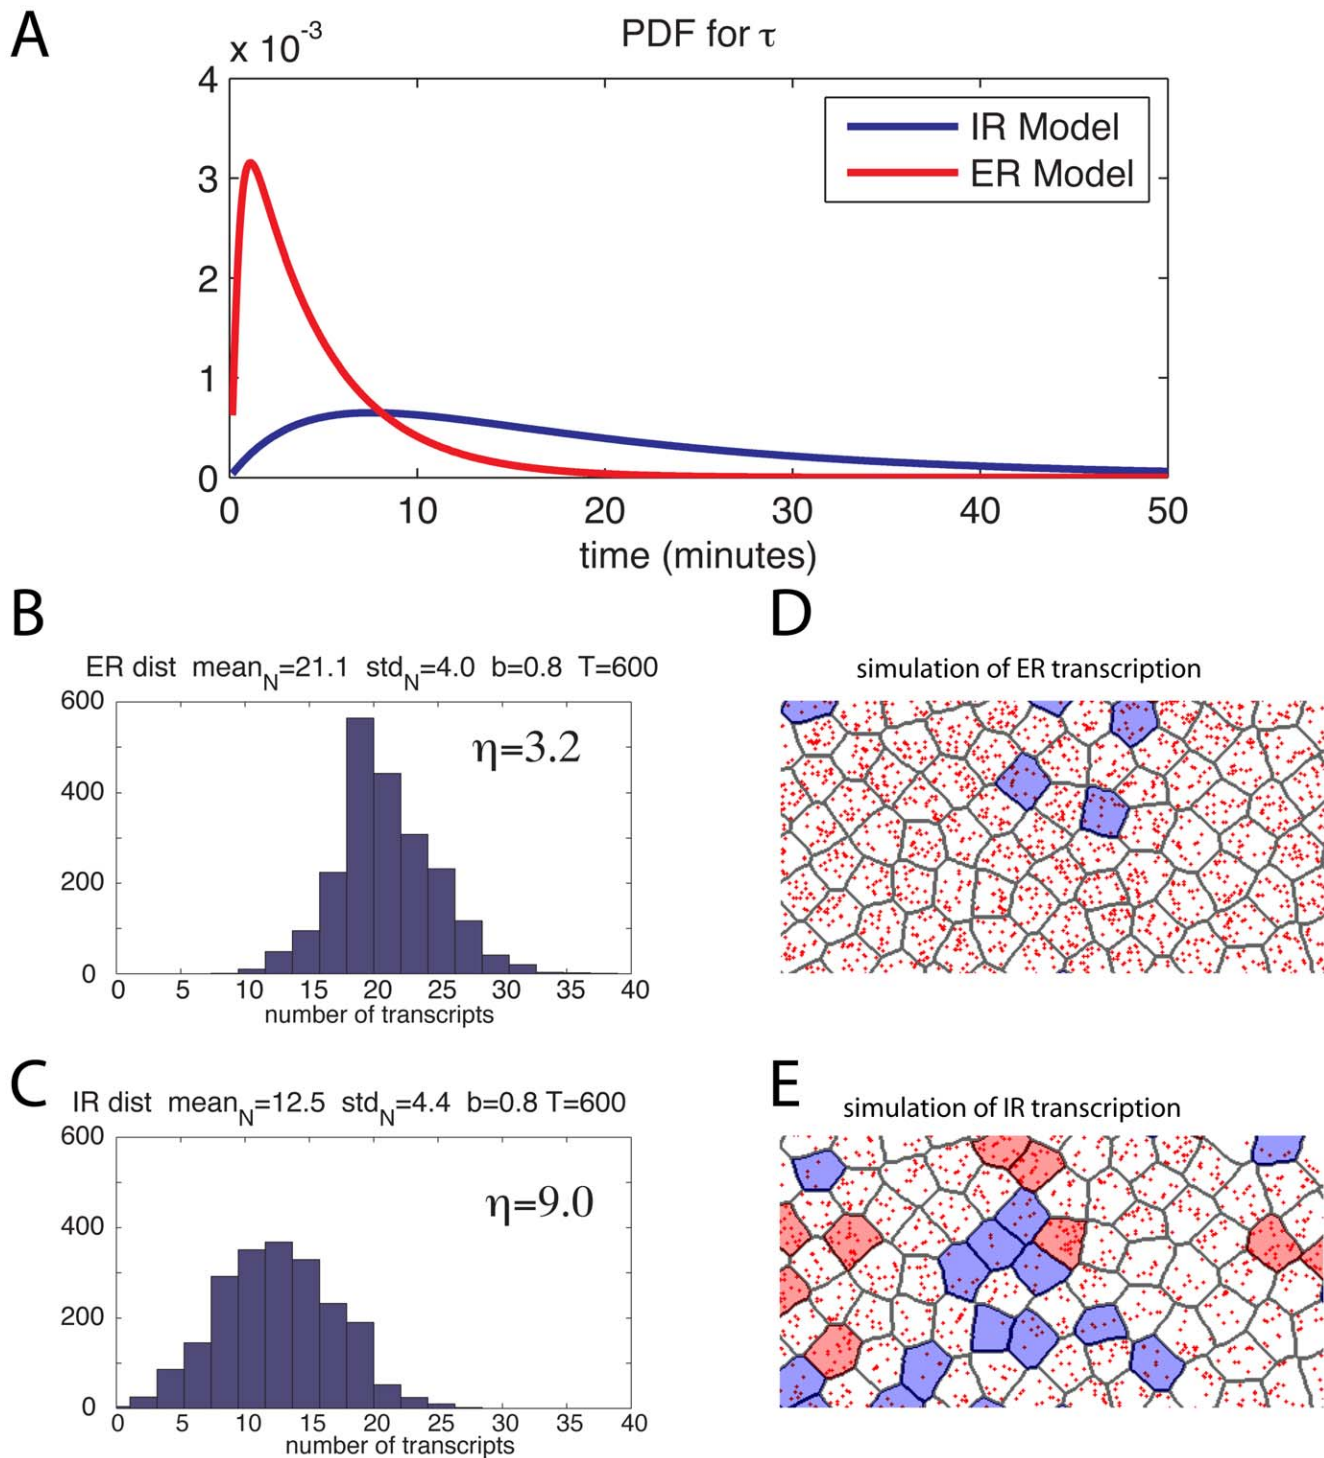 A
x 10^-3
PDF for τ
4
3
2
1
0
IR Model
ER Model
0 10 20 30 40 50
time (minutes)
B
ER dist mean_N=21.1 std_N=4.0 b=0.8 T=600
600
400
200
0
η=3.2
0 5 10 15 20 25 30 35 40
number of transcripts
C
IR dist mean_N=12.5 std_N=4.4 b=0.8 T=600
600
400
200
0
η=9.0
0 5 10 15 20 25 30 35 40
number of transcripts
D
simulation of ER transcription
E
simulation of IR transcription